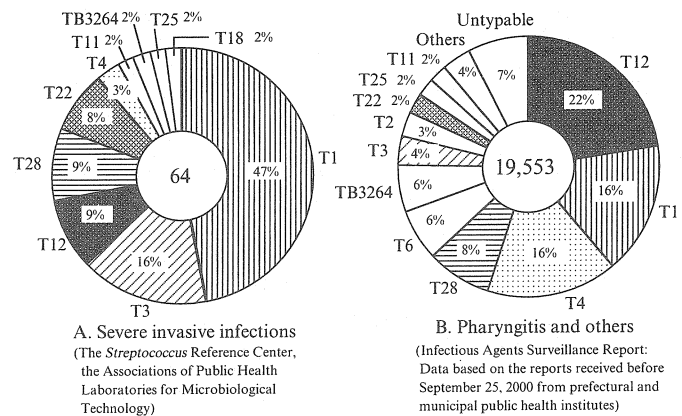 TB3264 2% T25 2%
T11 2% T18 2%
T4 3%
T22 8%
T28 9%
T12 9%
T3 16%
T1 47%
64
A. Severe invasive infections
(The Streptococcus Reference Center,
the Associations of Public Health
Laboratories for Microbiological
Technology)
Untypable 7%
Others 4%
T11 2%
T25 2%
T22 2%
T2 3%
T3 4%
TB3264 6%
T6 6%
T28 8%
T4 16%
T1 16%
T12 22%
19,553
B. Pharyngitis and others
(Infectious Agents Surveillance Report:
Data based on the reports received before
September 25, 2000 from prefectural and
municipal public health institutes)